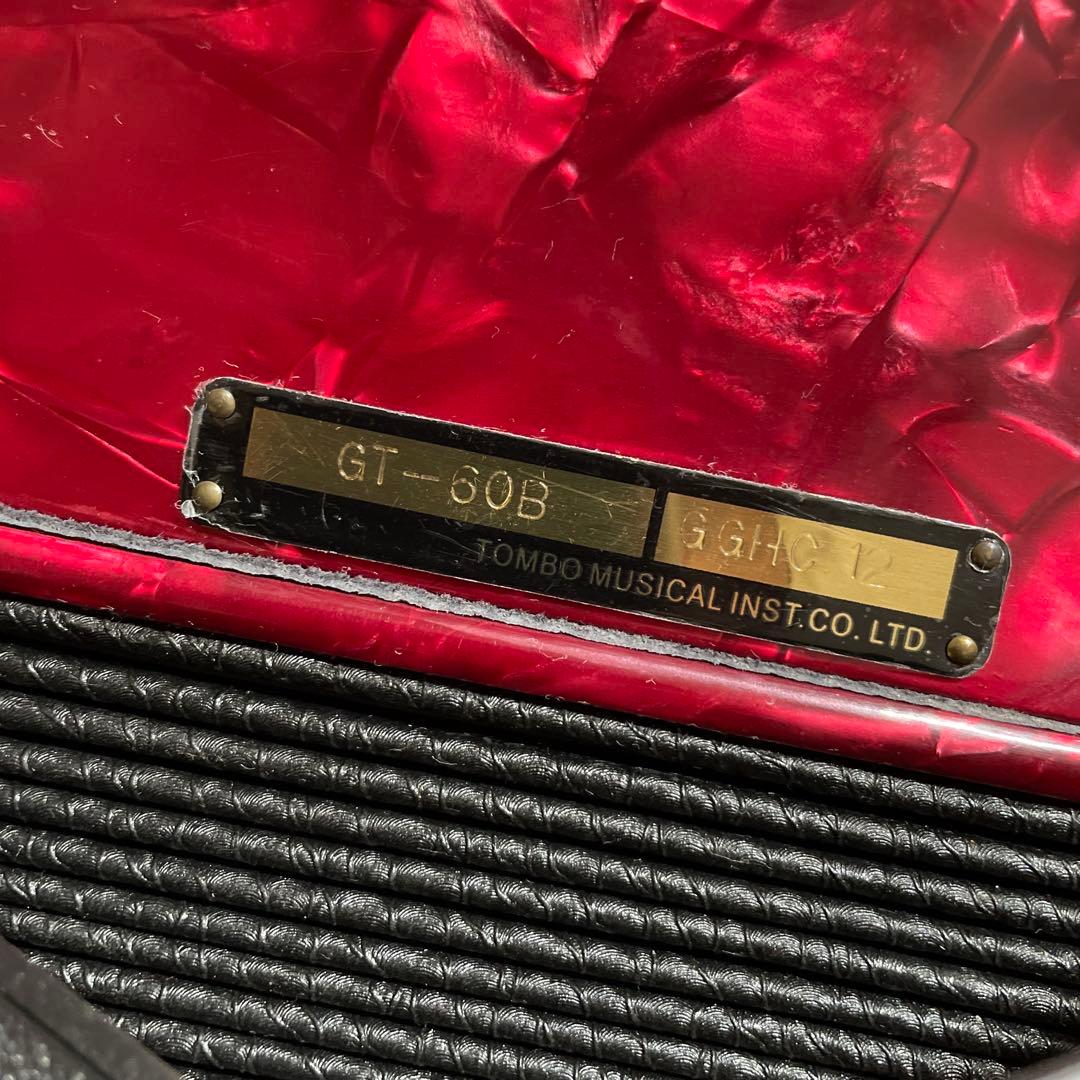 GT-60B GGHC 12
TOMBO MUSICAL INST.CO. LTD.